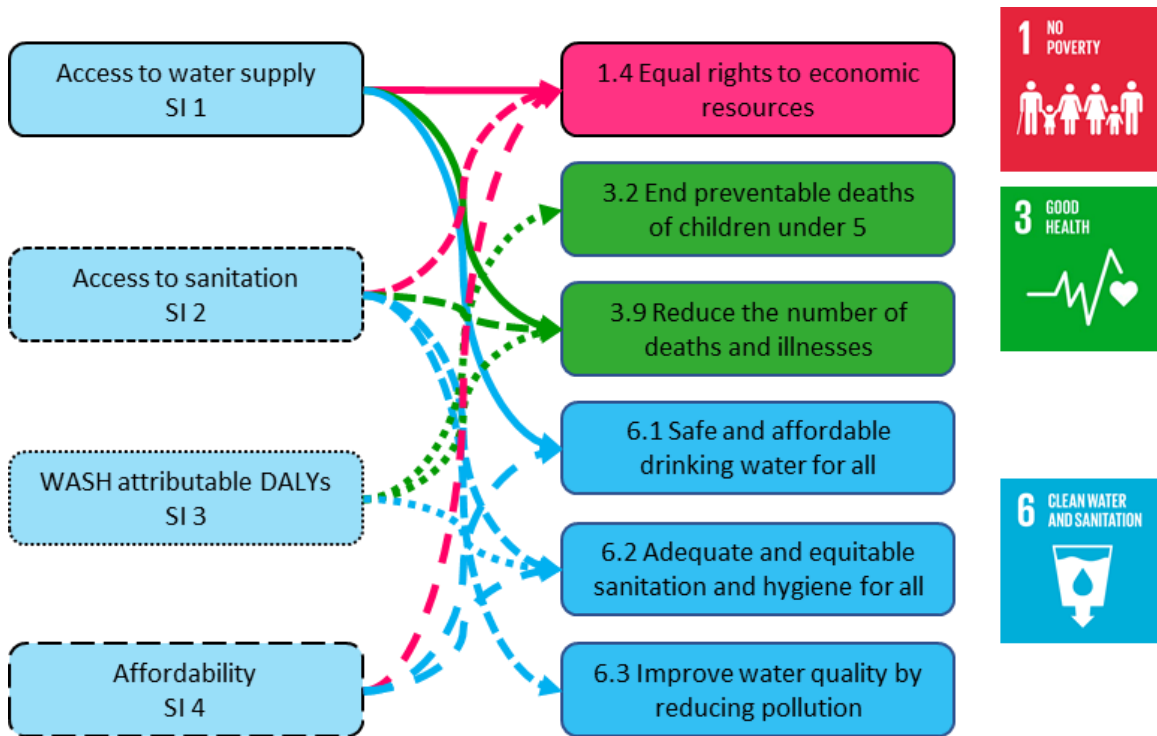 Access to water supply
SI 1
Access to sanitation
SI 2
WASH attributable DALYs
SI 3
Affordability
SI 4
1.4 Equal rights to economic
resources
3.2 End preventable deaths
of children under 5
3.9 Reduce the number of
deaths and illnesses
6.1 Safe and affordable
drinking water for all
6.2 Adequate and equitable
sanitation and hygiene for all
6.3 Improve water quality by
reducing pollution
1 NO
POVERTY
3 GOOD
HEALTH
6 CLEAN WATER
AND SANITATION